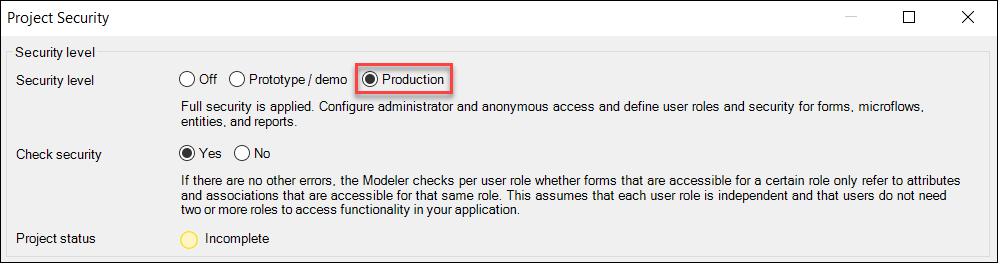 Project Security
Security level
Security level Off Prototype / demo Production
Full security is applied. Configure administrator and anonymous access and define user roles and security for forms, microflows,
entities, and reports.
Check security Yes No
If there are no other errors, the Modeler checks per user role whether forms that are accessible for a certain role only refer to attributes
and associations that are accessible for that same role. This assumes that each user role is independent and that users do not need
two or more roles to access functionality in your application.
Project status Incomplete